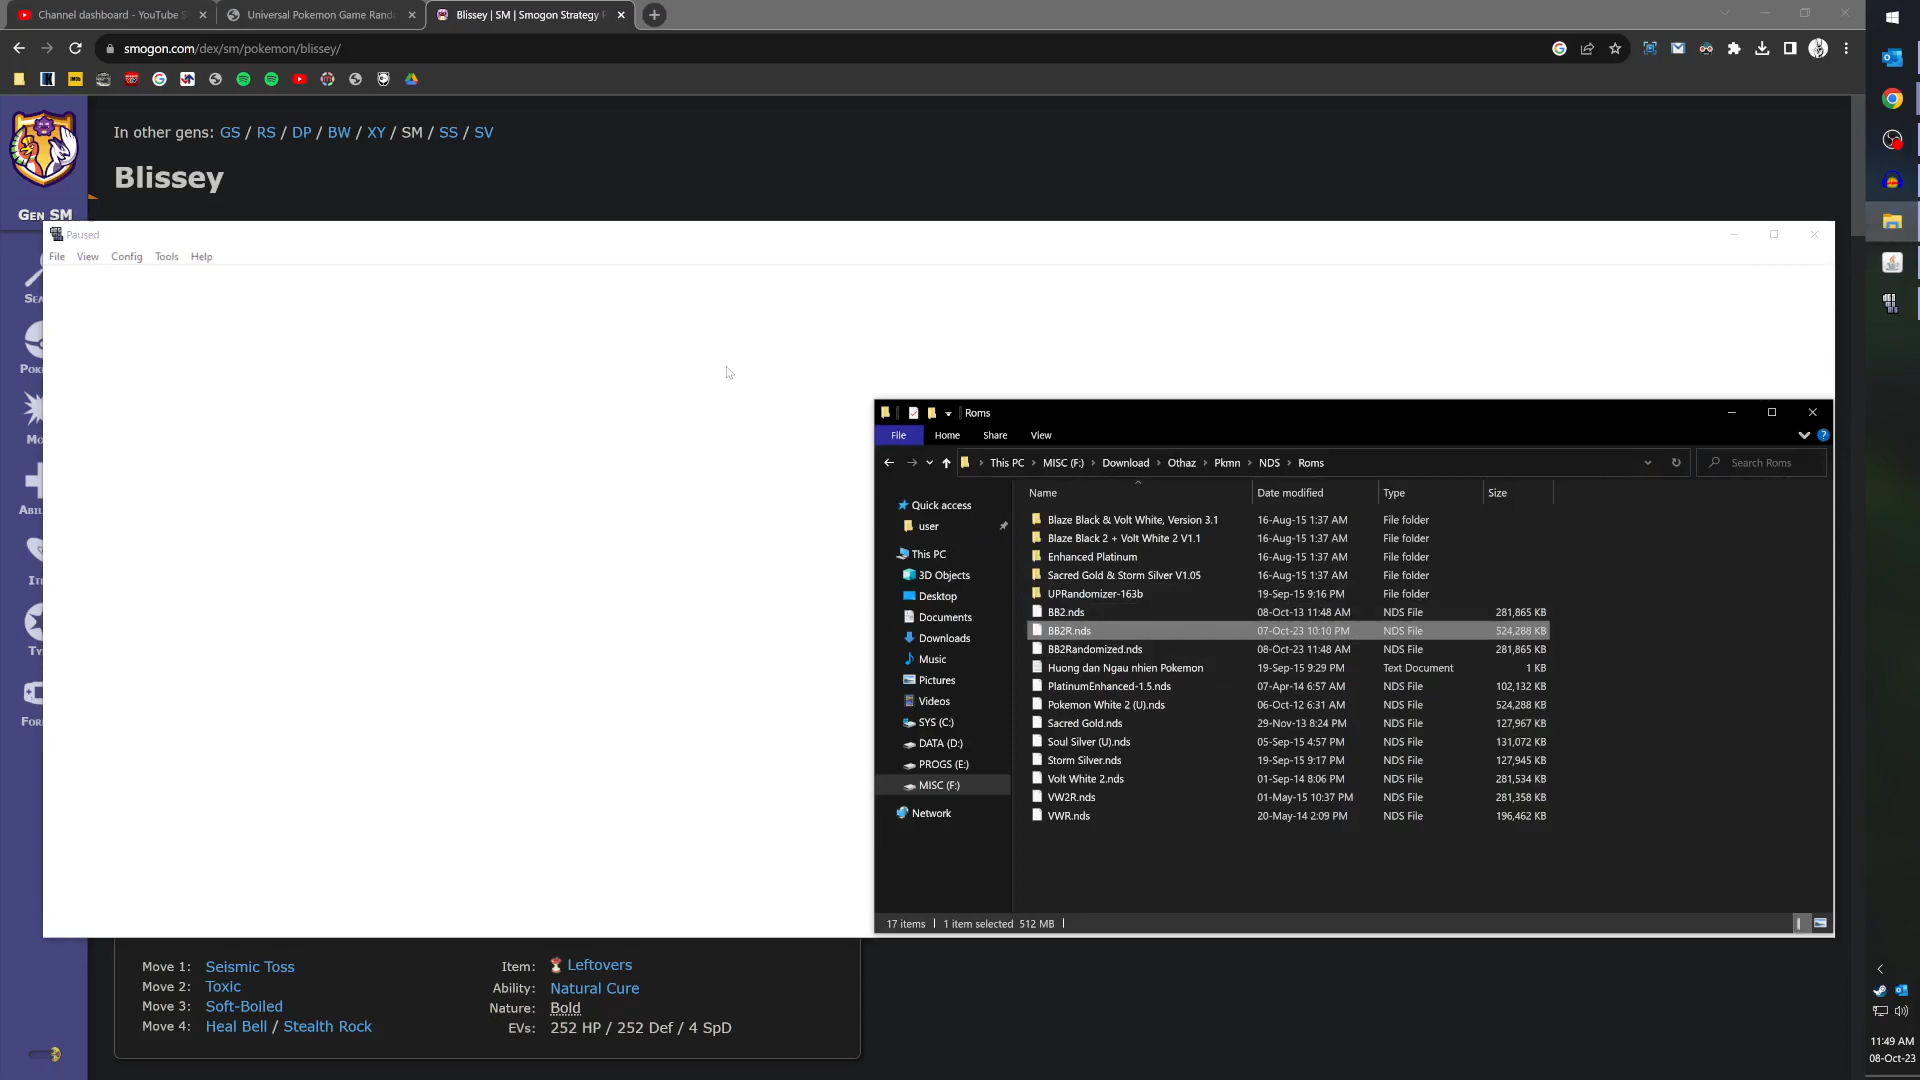 Channel dashboard - YouTube S
Universal Pokemon Game Rand
Blissey | SM | Smogon Strategy P
smogon.com/dex/sm/pokemon/blissey/
In other gens: GS / RS / DP / BW / XY / SM / SS / SV
Blissey
GEN SM
Paused
File View Config Tools Help
Roms
File Home Share View
This PC > MISC (F:) > Download > Othaz > Pkmn > NDS > Roms
Search Roms
Name Date modified Type Size
Quick access
user
This PC
3D Objects
Desktop
Documents
Downloads
Music
Pictures
Videos
SYS (C:)
DATA (D:)
PROGS (E:)
MISC (F:)
Network
Blaze Black & Volt White, Version 3.1 16-Aug-15 1:37 AM File folder
Blaze Black 2 + Volt White 2 V1.1 16-Aug-15 1:37 AM File folder
Enhanced Platinum 16-Aug-15 1:37 AM File folder
Sacred Gold & Storm Silver V1.05 16-Aug-15 1:37 AM File folder
UPRandomizer-163b 19-Sep-15 9:16 PM File folder
BB2.nds 08-Oct-13 11:48 AM NDS File 281,865 KB
BB2R.nds 07-Oct-23 10:10 PM NDS File 524,288 KB
BB2Randomized.nds 08-Oct-23 11:48 AM NDS File 281,865 KB
Huong dan Ngau nhien Pokemon 19-Sep-15 9:29 PM Text Document 1 KB
PlatinumEnhanced-1.5.nds 07-Apr-14 6:57 AM NDS File 102,132 KB
Pokemon White 2 (U).nds 06-Oct-12 6:31 AM NDS File 524,288 KB
Sacred Gold.nds 29-Nov-13 8:24 PM NDS File 127,967 KB
Soul Silver (U).nds 05-Sep-15 4:57 PM NDS File 131,072 KB
Storm Silver.nds 19-Sep-15 9:17 PM NDS File 127,945 KB
Volt White 2.nds 01-Sep-14 8:06 PM NDS File 281,534 KB
VW2R.nds 01-May-15 10:37 PM NDS File 281,358 KB
VWR.nds 20-May-14 2:09 PM NDS File 196,462 KB
17 items 1 item selected 512 MB
SEA
POKÉ
MO
ABIL
ITE
TY
FOR
Move 1: Seismic Toss
Move 2: Toxic
Move 3: Soft-Boiled
Move 4: Heal Bell / Stealth Rock
Item: Leftovers
Ability: Natural Cure
Nature: Bold
EVs: 252 HP / 252 Def / 4 SpD
11:49 AM
08-Oct-23